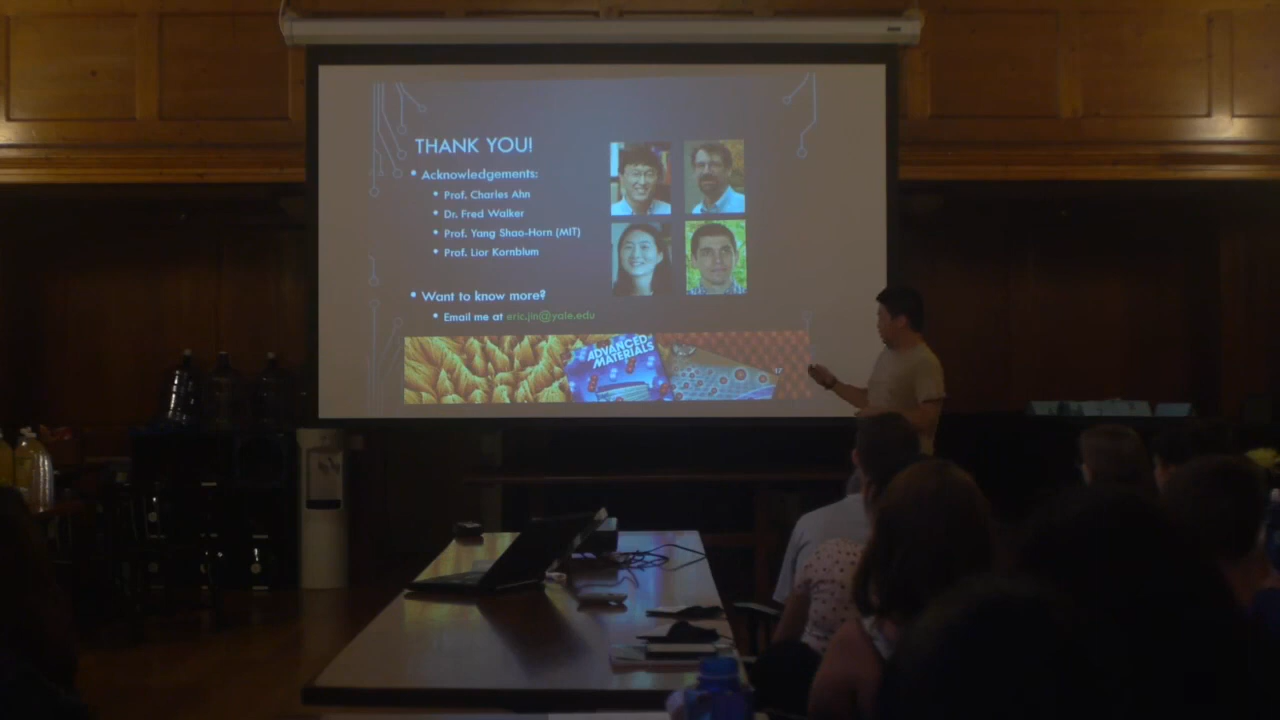 THANK YOU!
• Acknowledgements:
• Prof. Charles Ahn
• Dr. Fred Walker
• Prof. Yang Shao-Horn (MIT)
• Prof. Lior Kornblum
• Want to know more?
• Email me at eric.jin@yale.edu
ADVANCED
MATERIALS
47